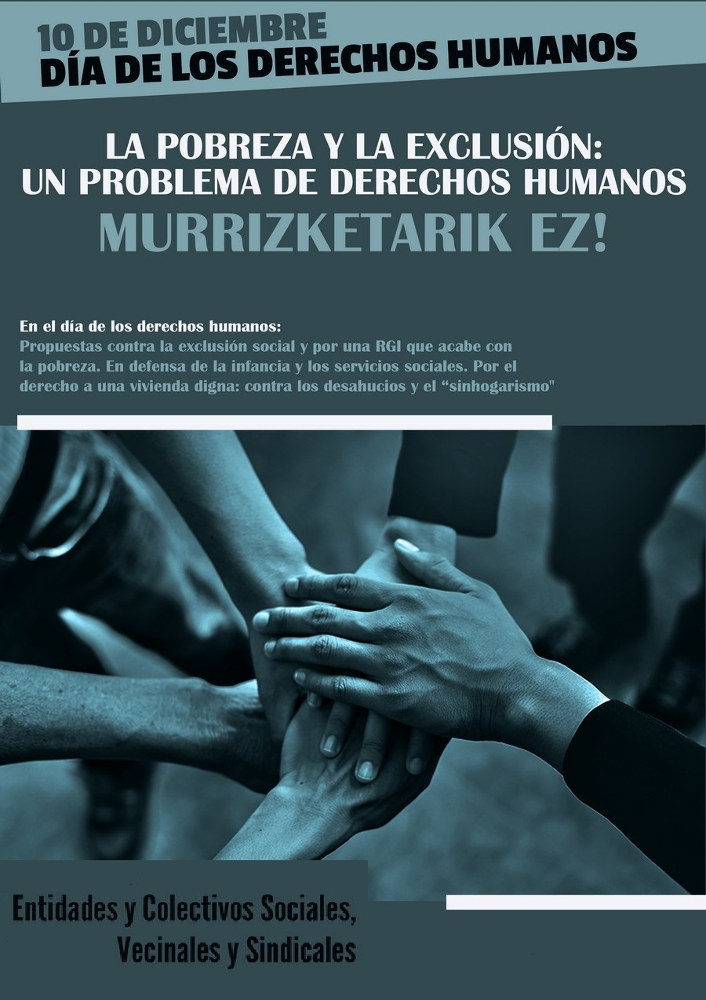 10 DE DICIEMBRE
DÍA DE LOS DERECHOS HUMANOS
LA POBREZA Y LA EXCLUSIÓN:
UN PROBLEMA DE DERECHOS HUMANOS
MURRIZKETARIK EZ!
En el día de los derechos humanos:
Propuestas contra la exclusión social y por una RGI que acabe con
la pobreza. En defensa de la infancia y los servicios sociales. Por el
derecho a una vivienda digna: contra los desahucios y el “sinhogarismo"
Entidades y Colectivos Sociales,
Vecinales y Sindicales